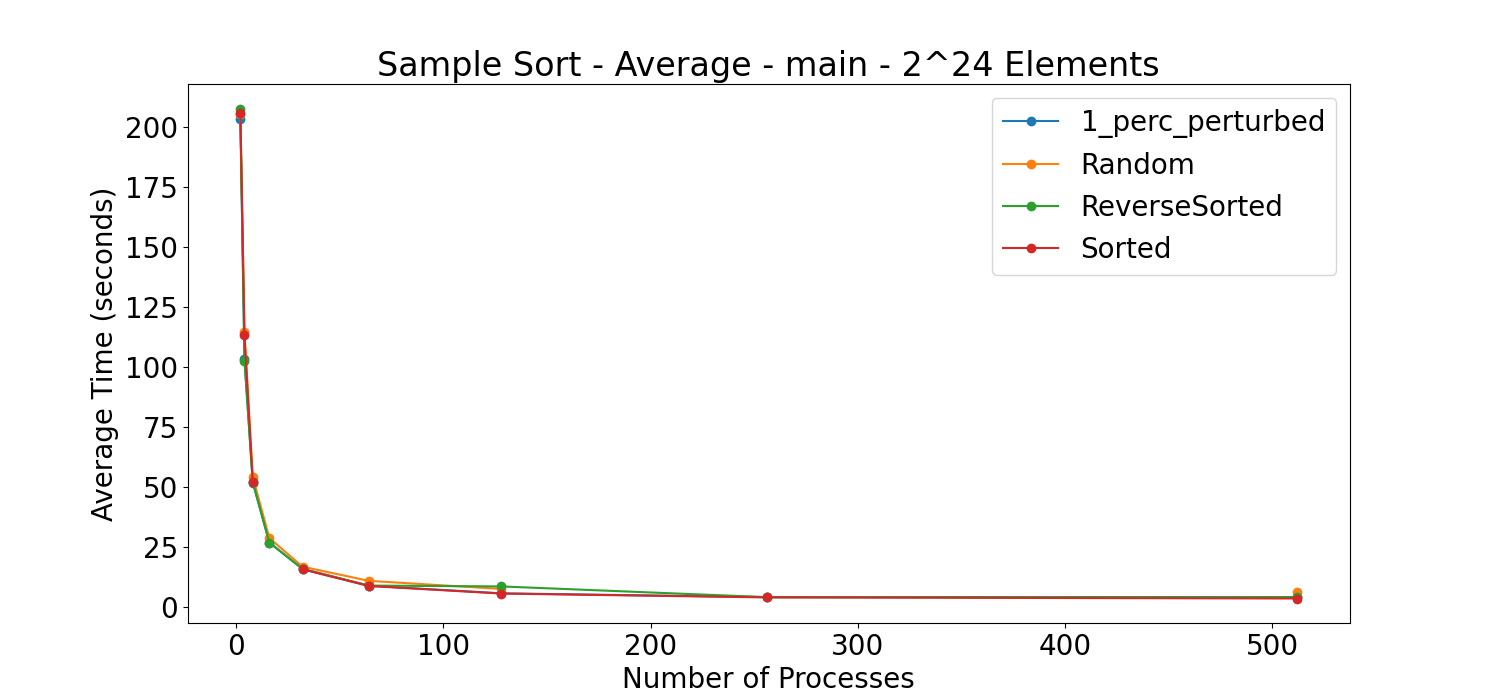 Sample Sort - Average - main - 2^24 Elements
1_perc_perturbed
Random
ReverseSorted
Sorted
Average Time (seconds)
200
175
150
125
100
75
50
25
0
0 100 200 300 400 500
Number of Processes